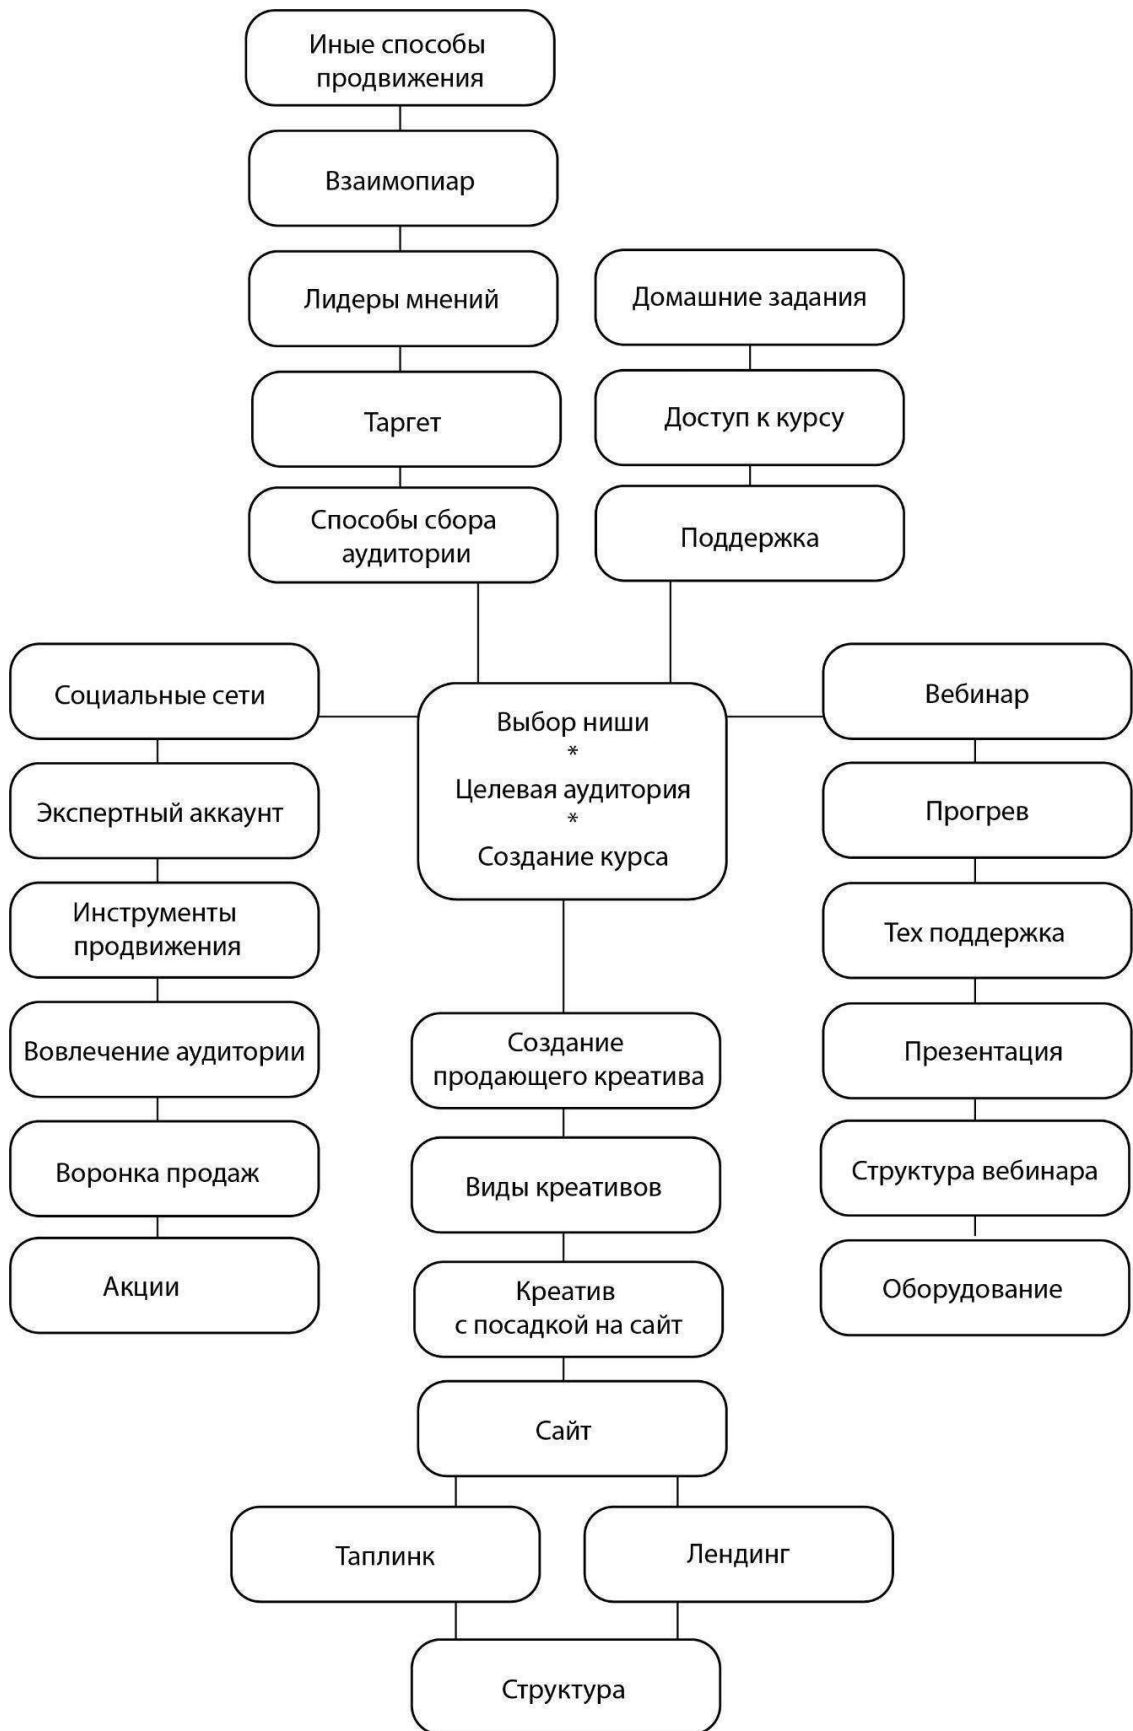 Иные способы
продвижения
Взаимопиар
Лидеры мнений
Таргет
Способы сбора
аудитории
Домашние задания
Доступ к курсу
Поддержка
Социальные сети
Экспертный аккаунт
Инструменты
продвижения
Вовлечение аудитории
Воронка продаж
Акции
Выбор ниши
*
Целевая аудитория
*
Создание курса
Вебинар
Прогрев
Тех поддержка
Презентация
Структура вебинара
Оборудование
Создание
продающего креатива
Виды креативов
Креатив
с посадкой на сайт
Сайт
Таплинк
Лендинг
Структура